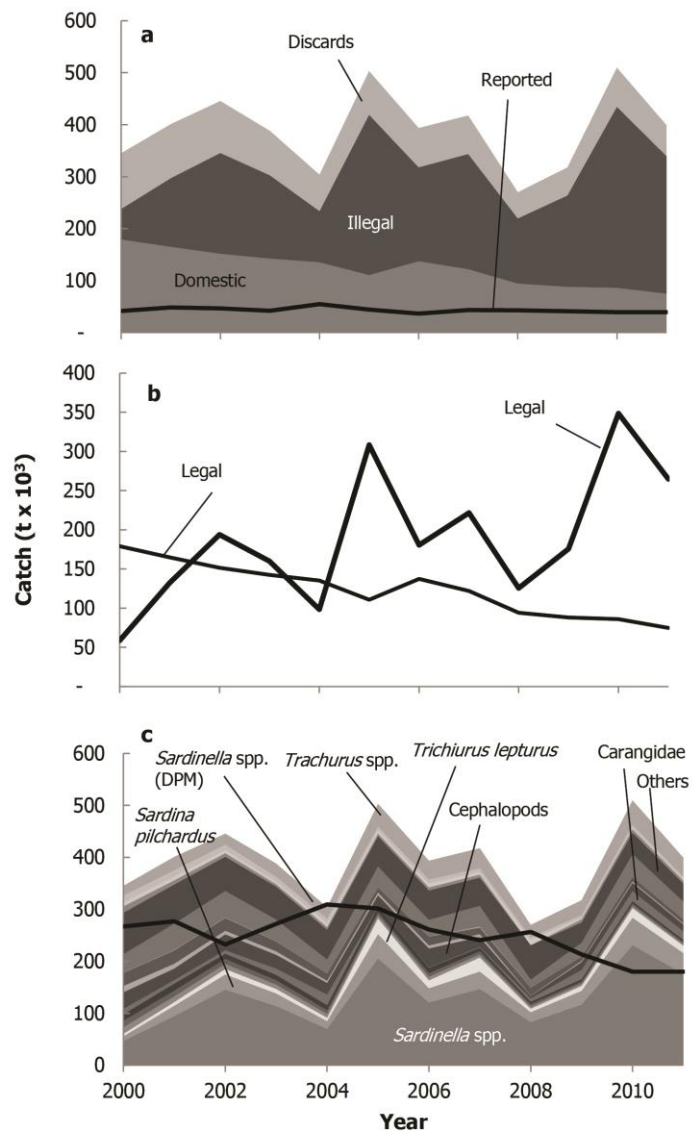 a
600
500
400
300
200
100
-
Discards
Reported
Illegal
Domestic
Catch (t x 10³)
b
400
350
300
250
200
150
100
50
-
Legal
Legal
c
600
500
400
300
200
100
0
Sardinella spp.
(DPM)
Trachurus spp.
Trichiurus lepturus
Carangidae
Others
Sardina
pilchardus
Cephalopods
Sardinella spp.
2000 2002 2004 2006 2008 2010
Year